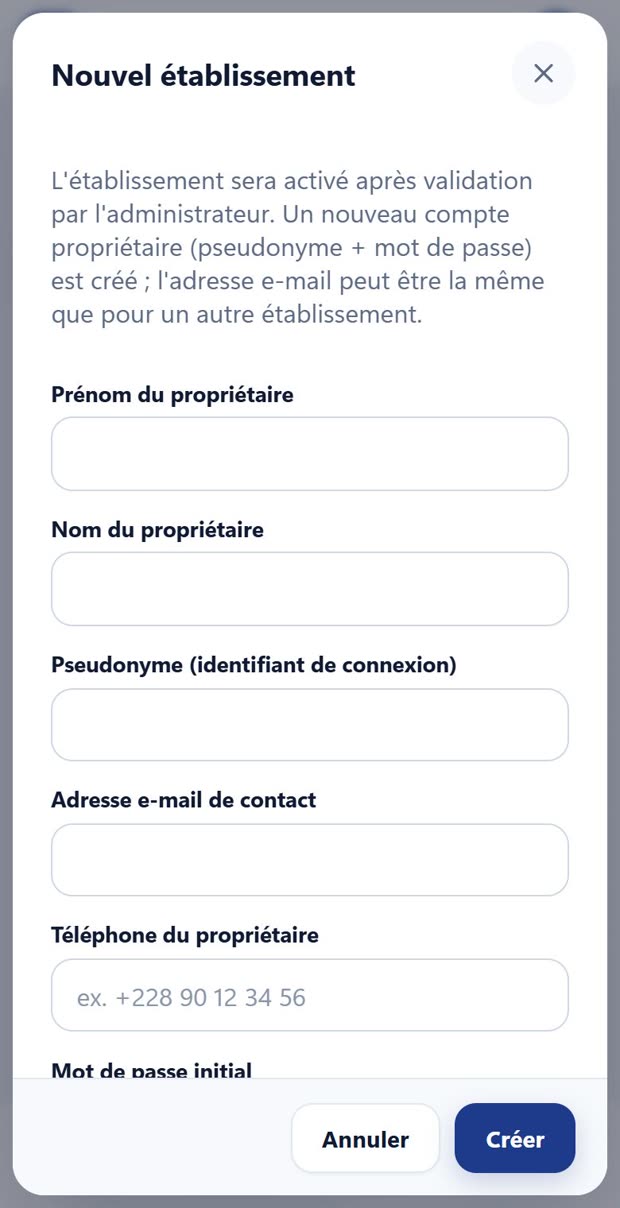 Nouvel établissement
L'établissement sera activé après validation
par l'administrateur. Un nouveau compte
propriétaire (pseudonyme + mot de passe)
est créé ; l'adresse e-mail peut être la même
que pour un autre établissement.
Prénom du propriétaire
Nom du propriétaire
Pseudonyme (identifiant de connexion)
Adresse e-mail de contact
Téléphone du propriétaire
ex. +228 90 12 34 56
Mot de passe initial
Annuler
Créer